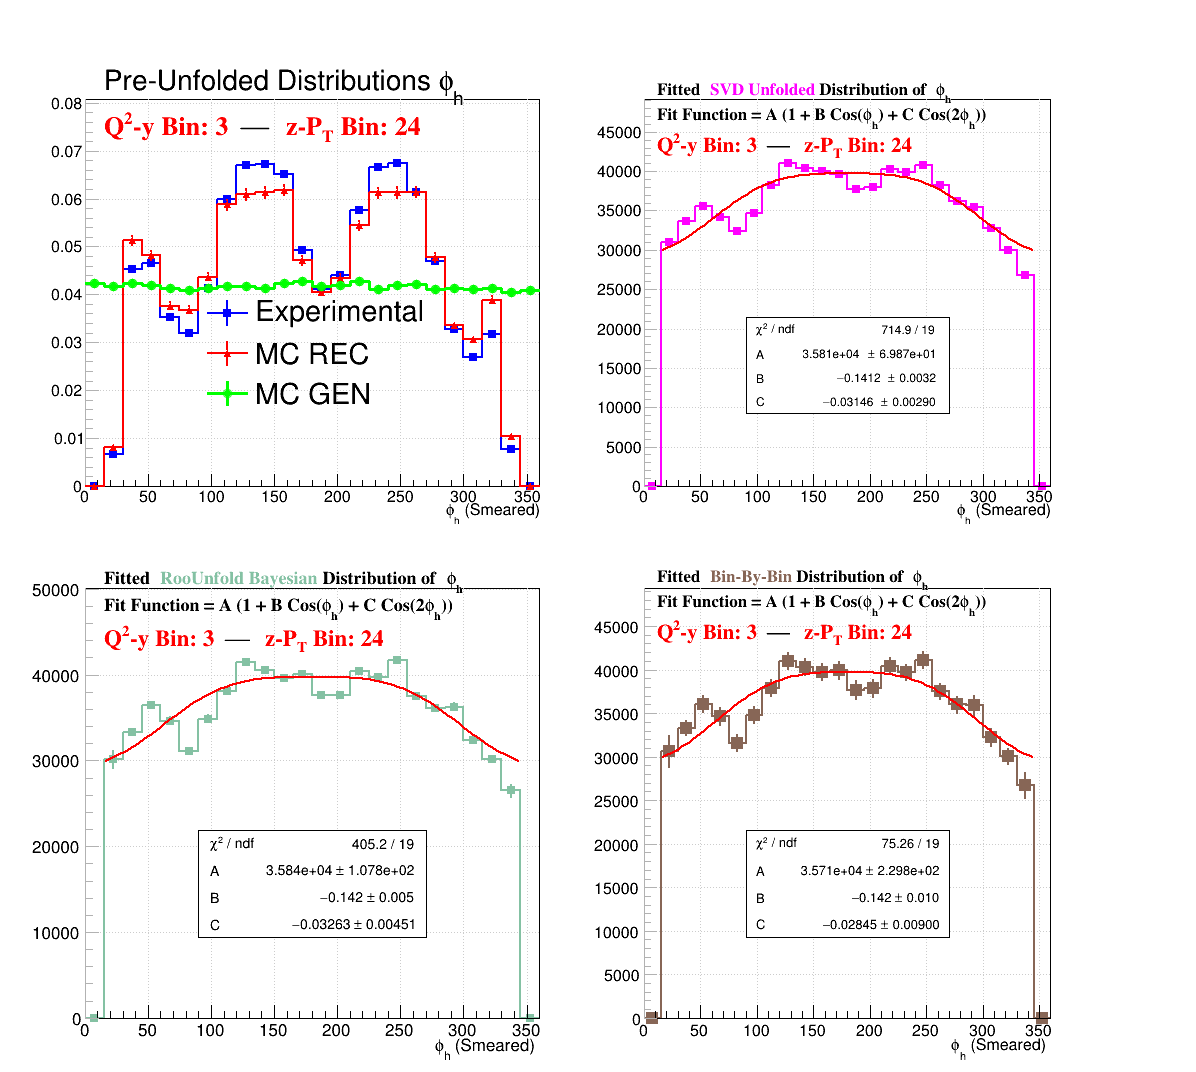 Pre-Unfolded Distributions ϕh
Q²-y Bin: 3 — z-PT Bin: 24
0.08
0.07
0.06
0.05
0.04
0.03
0.02
0.01
0
Experimental
MC REC
MC GEN
0 50 100 150 200 250 300 350
ϕh (Smeared)
Fitted SVD Unfolded Distribution of ϕh
Fit Function = A (1 + B Cos(ϕh) + C Cos(2ϕh))
Q²-y Bin: 3 — z-PT Bin: 24
45000
40000
35000
30000
25000
20000
15000
10000
5000
0
χ² / ndf 714.9 / 19
A 3.581e+04 ± 6.987e+01
B −0.1412 ± 0.0032
C −0.03146 ± 0.00290
0 50 100 150 200 250 300 350
ϕh (Smeared)
Fitted RooUnfold Bayesian Distribution of ϕh
Fit Function = A (1 + B Cos(ϕh) + C Cos(2ϕh))
Q²-y Bin: 3 — z-PT Bin: 24
50000
40000
30000
20000
10000
0
χ² / ndf 405.2 / 19
A 3.584e+04 ± 1.078e+02
B −0.142 ± 0.005
C −0.03263 ± 0.00451
0 50 100 150 200 250 300 350
ϕh (Smeared)
Fitted Bin-By-Bin Distribution of ϕh
Fit Function = A (1 + B Cos(ϕh) + C Cos(2ϕh))
Q²-y Bin: 3 — z-PT Bin: 24
45000
40000
35000
30000
25000
20000
15000
10000
5000
0
χ² / ndf 75.26 / 19
A 3.571e+04 ± 2.298e+02
B −0.142 ± 0.010
C −0.02845 ± 0.00900
0 50 100 150 200 250 300 350
ϕh (Smeared)